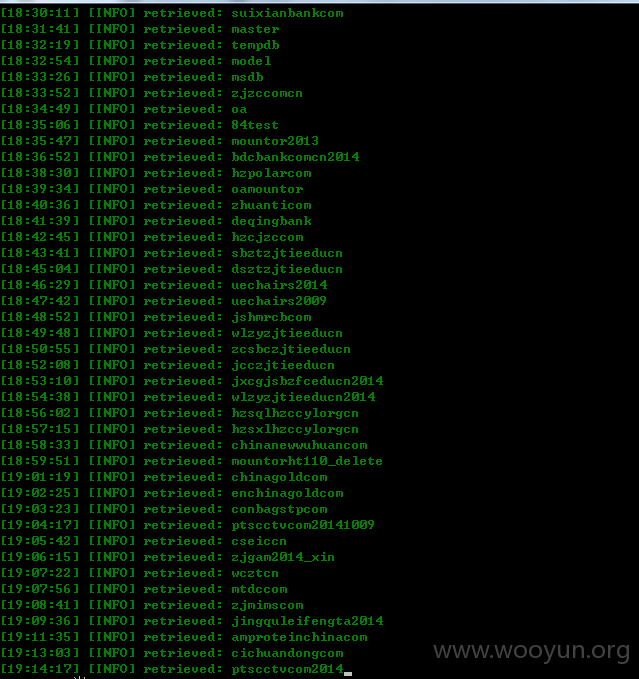 [18:30:11] [INFO] retrieved: suixianbankcom
[18:31:41] [INFO] retrieved: master
[18:32:19] [INFO] retrieved: tempdb
[18:32:54] [INFO] retrieved: model
[18:33:26] [INFO] retrieved: msdb
[18:33:52] [INFO] retrieved: zjzccomcn
[18:34:49] [INFO] retrieved: oa
[18:35:06] [INFO] retrieved: 84test
[18:35:47] [INFO] retrieved: mountor2013
[18:36:52] [INFO] retrieved: bdcbankcomcn2014
[18:38:30] [INFO] retrieved: hzpolarcom
[18:39:34] [INFO] retrieved: oamountor
[18:40:36] [INFO] retrieved: zhuanticom
[18:41:39] [INFO] retrieved: deqingbank
[18:42:45] [INFO] retrieved: hzcjzccom
[18:43:41] [INFO] retrieved: sbztzjtieeducn
[18:45:04] [INFO] retrieved: dsztzjtieeducn
[18:46:29] [INFO] retrieved: uechairs2014
[18:47:42] [INFO] retrieved: uechairs2009
[18:48:52] [INFO] retrieved: jshmrcbcom
[18:49:48] [INFO] retrieved: wlzyzjtieeducn
[18:50:55] [INFO] retrieved: zcsbczjtieeducn
[18:52:08] [INFO] retrieved: jcczjtieeducn
[18:53:10] [INFO] retrieved: jxcgjsbzfceducn2014
[18:54:38] [INFO] retrieved: wlzyzjtieeducn2014
[18:56:02] [INFO] retrieved: hzsqlhzccylorgcn
[18:57:15] [INFO] retrieved: hzsxlhzccylorgcn
[18:58:33] [INFO] retrieved: chinanewwuhuancom
[18:59:51] [INFO] retrieved: mountorht110_delete
[19:01:19] [INFO] retrieved: chinagoldcom
[19:02:25] [INFO] retrieved: enchinagoldcom
[19:03:23] [INFO] retrieved: conbagstpcom
[19:04:17] [INFO] retrieved: ptscctvcom20141009
[19:05:42] [INFO] retrieved: cseiccn
[19:06:15] [INFO] retrieved: zjgam2014_xin
[19:07:22] [INFO] retrieved: wcztcn
[19:07:56] [INFO] retrieved: mtdccom
[19:08:41] [INFO] retrieved: zjmimscom
[19:09:36] [INFO] retrieved: jingquleifengta2014
[19:11:35] [INFO] retrieved: amproteinchinacom
[19:13:03] [INFO] retrieved: cichuandongcom
[19:14:17] [INFO] retrieved: ptscctvcom2014
www.wooyun.org